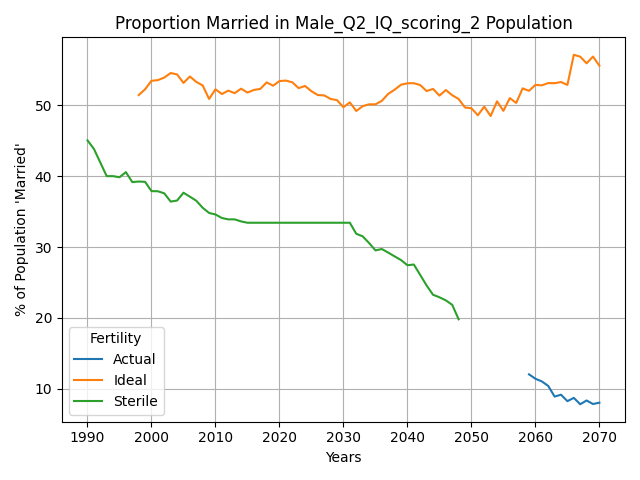 Proportion Married in Male_Q2_IQ_scoring_2 Population
% of Population 'Married'
50
40
30
20
10
Fertility
Actual
Ideal
Sterile
1990 2000 2010 2020 2030 2040 2050 2060 2070
Years